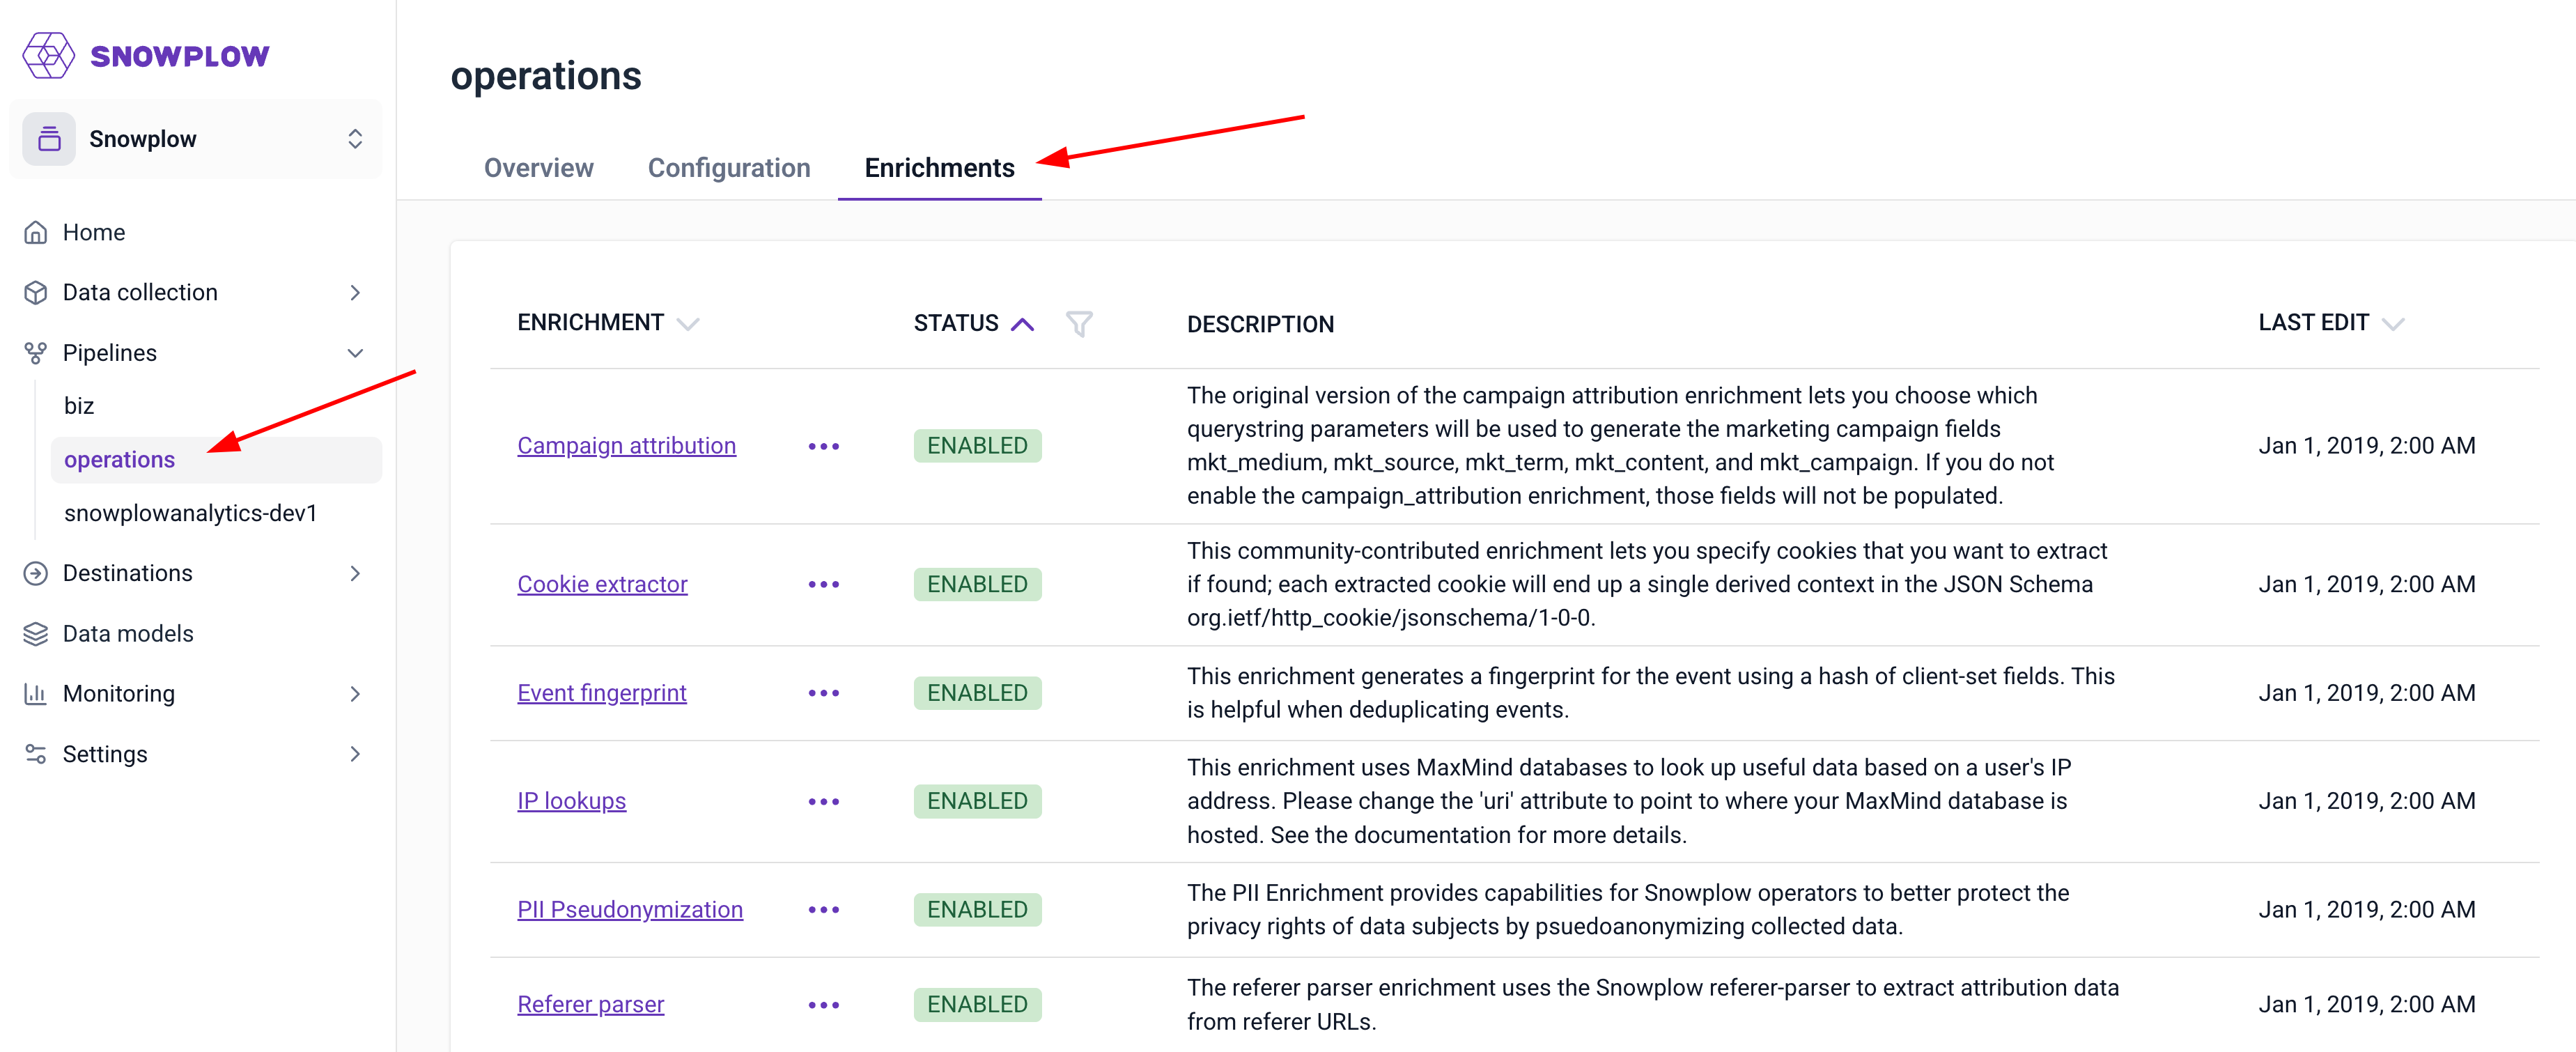 SNOWPLOW
Snowplow
Home
Data collection
Pipelines
biz
operations
snowplowanalytics-dev1
Destinations
Data models
Monitoring
Settings
operations
Overview
Configuration
Enrichments
ENRICHMENT
STATUS
DESCRIPTION
LAST EDIT
Campaign attribution
ENABLED
The original version of the campaign attribution enrichment lets you choose which
querystring parameters will be used to generate the marketing campaign fields
mkt_medium, mkt_source, mkt_term, mkt_content, and mkt_campaign. If you do not
enable the campaign_attribution enrichment, those fields will not be populated.
Jan 1, 2019, 2:00 AM
Cookie extractor
ENABLED
This community-contributed enrichment lets you specify cookies that you want to extract
if found; each extracted cookie will end up a single derived context in the JSON Schema
org.ietf/http_cookie/jsonschema/1-0-0.
Jan 1, 2019, 2:00 AM
Event fingerprint
ENABLED
This enrichment generates a fingerprint for the event using a hash of client-set fields. This
is helpful when deduplicating events.
Jan 1, 2019, 2:00 AM
IP lookups
ENABLED
This enrichment uses MaxMind databases to look up useful data based on a user's IP
address. Please change the 'uri' attribute to point to where your MaxMind database is
hosted. See the documentation for more details.
Jan 1, 2019, 2:00 AM
PII Pseudonymization
ENABLED
The PII Enrichment provides capabilities for Snowplow operators to better protect the
privacy rights of data subjects by psuedoanonymizing collected data.
Jan 1, 2019, 2:00 AM
Referer parser
ENABLED
The referer parser enrichment uses the Snowplow referer-parser to extract attribution data
from referer URLs.
Jan 1, 2019, 2:00 AM